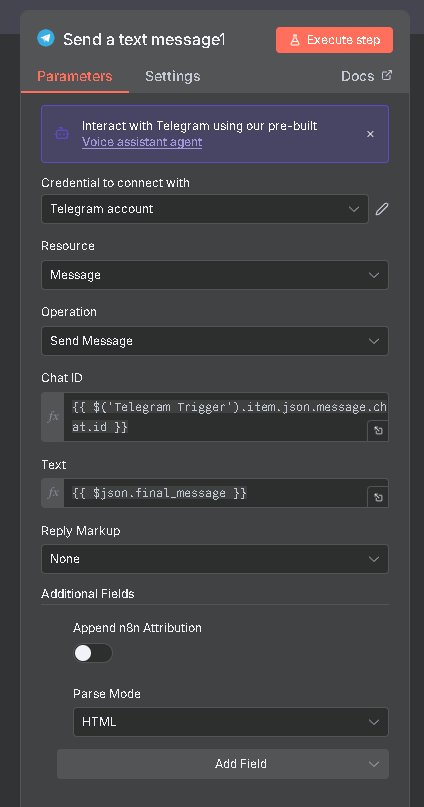 Send a text message1
Execute step
Parameters
Settings
Docs
Interact with Telegram using our pre-built
Voice assistant agent
Credential to connect with
Telegram account
Resource
Message
Operation
Send Message
Chat ID
fx
{{ $('Telegram Trigger').item.json.message.ch
at.id }}
Text
fx
{{ $json.final_message }}
Reply Markup
None
Additional Fields
Append n8n Attribution
Parse Mode
HTML
Add Field